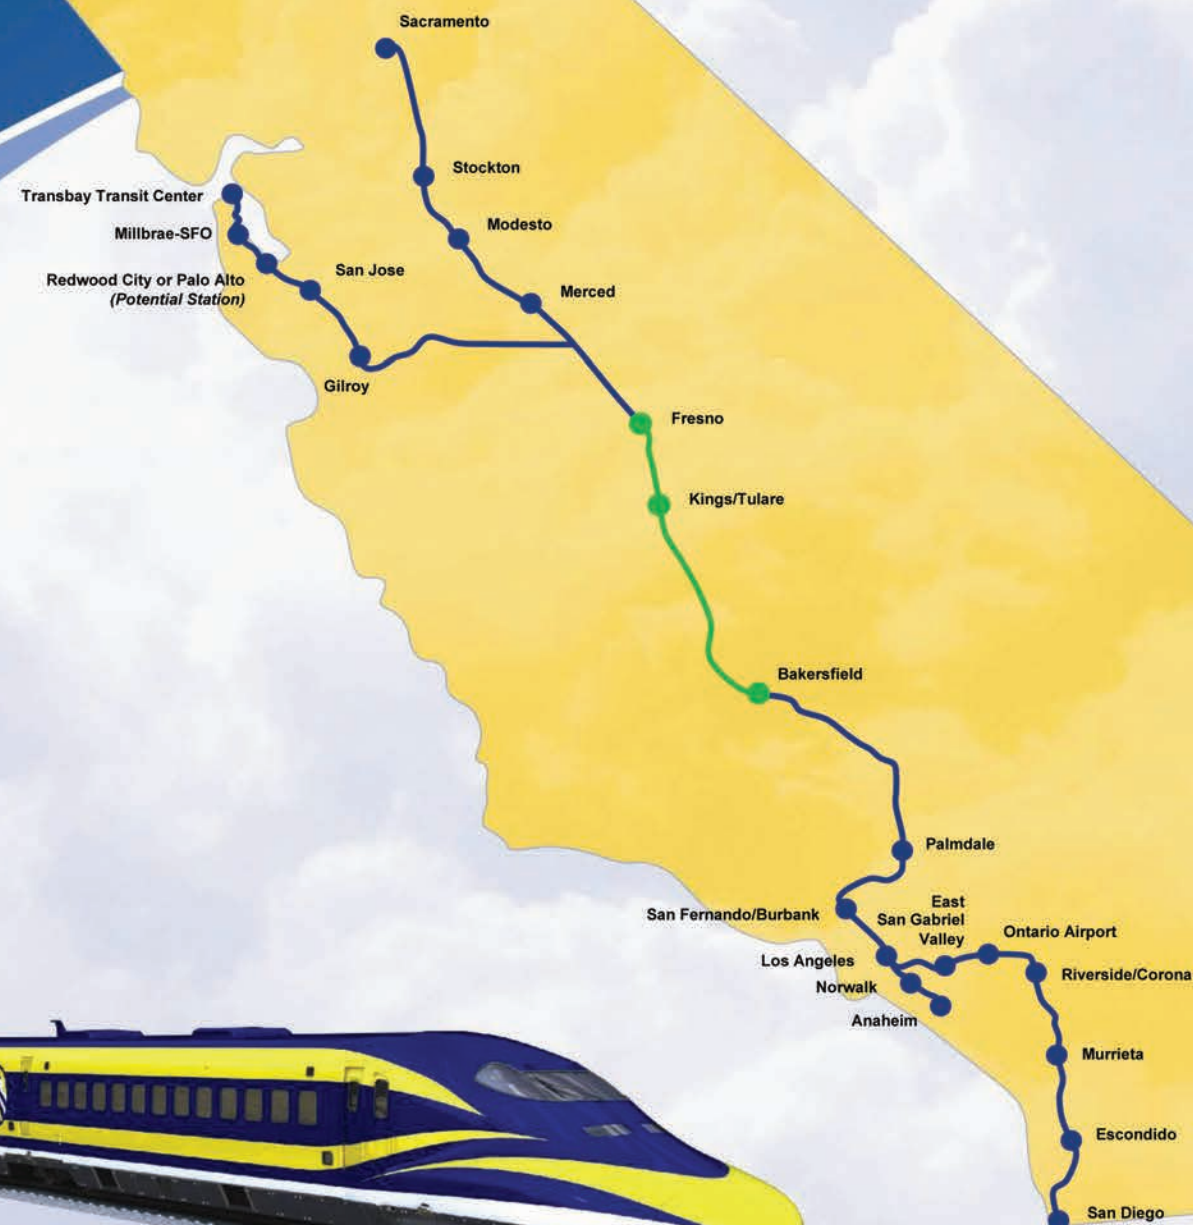 Sacramento
Stockton
Transbay Transit Center
Modesto
Millbrae-SFO
San Jose
Redwood City or Palo Alto
(Potential Station)
Merced
Gilroy
Fresno
Kings/Tulare
Bakersfield
Palmdale
San Fernando/Burbank
East
San Gabriel
Valley
Ontario Airport
Los Angeles
Riverside/Corona
Norwalk
Anaheim
Murrieta
Escondido
San Diego